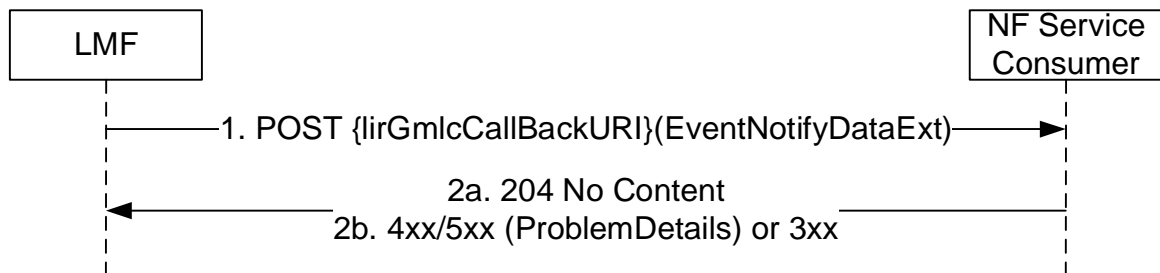 LMF
NF Service
Consumer
1. POST {lirGmlcCallBackURI}(EventNotifyDataExt)
2a. 204 No Content
2b. 4xx/5xx (ProblemDetails) or 3xx